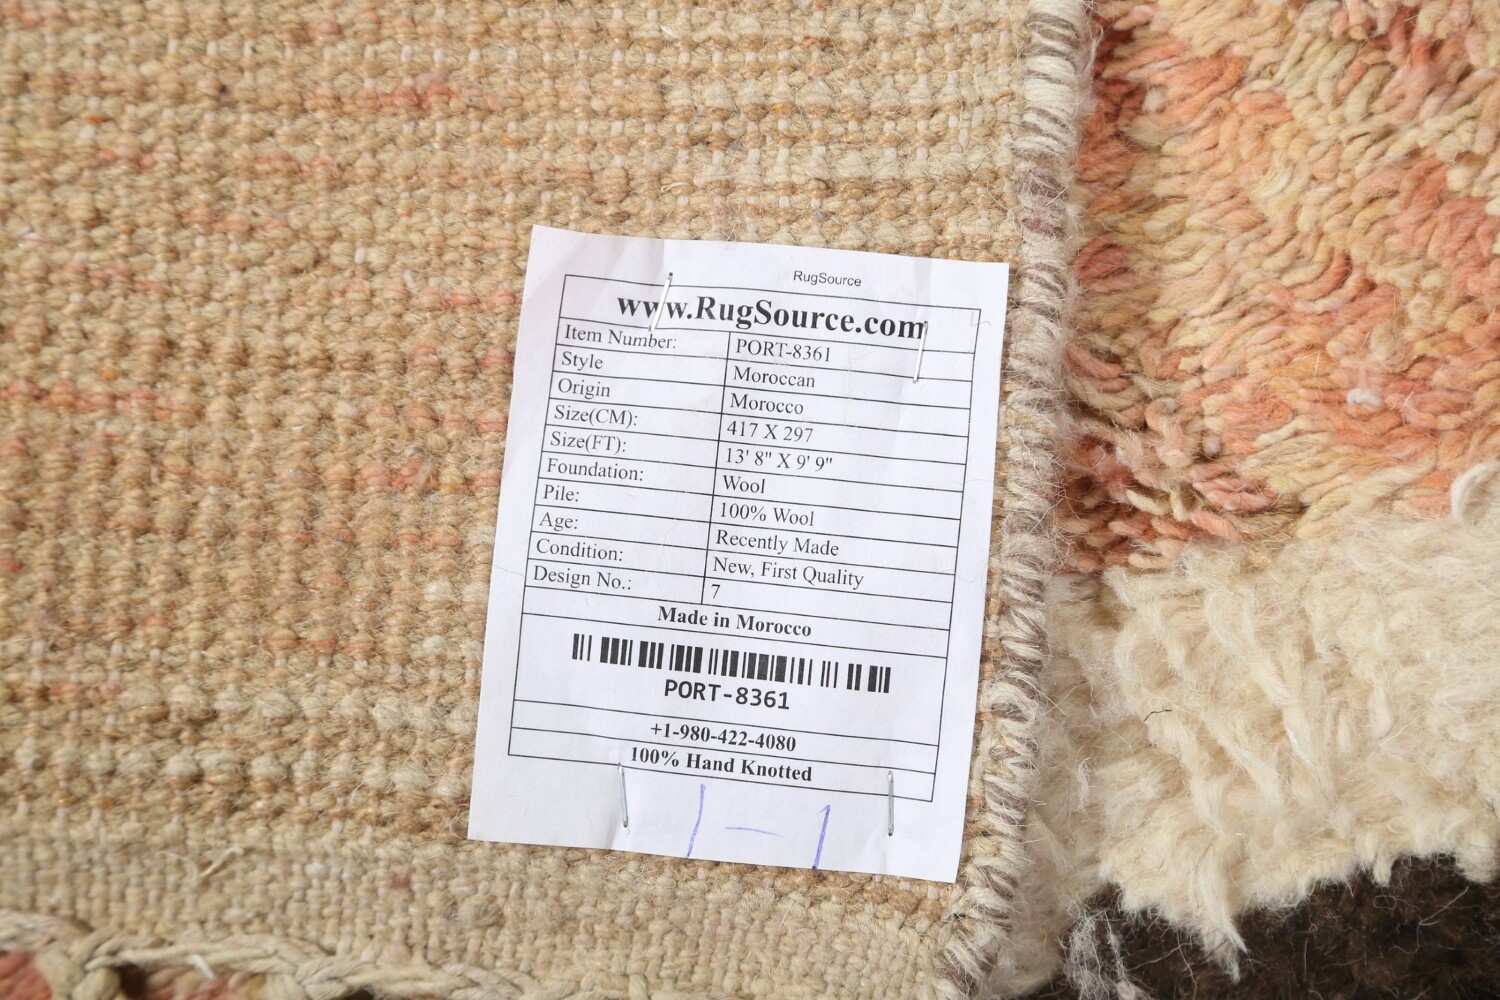 RugSource
www.RugSource.com
Item Number: PORT-8361
Style Moroccan
Origin Morocco
Size(CM): 417 X 297
Size(FT): 13' 8" X 9' 9"
Foundation: Wool
Pile: 100% Wool
Age: Recently Made
Condition: New, First Quality
Design No.: 7
Made in Morocco
PORT-8361
+1-980-422-4080
100% Hand Knotted
1-1